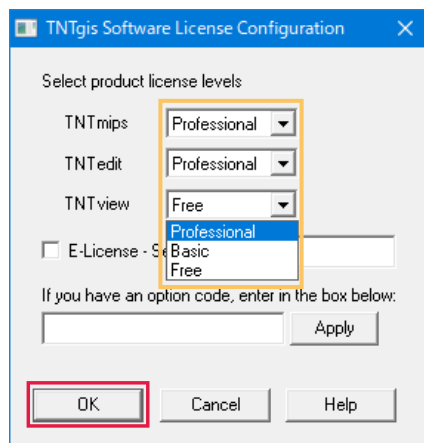 TNTgis Software License Configuration
Select product license levels
TNTmips Professional
TNTedit Professional
TNTview Free
Professional
Basic
Free
E-License - S
If you have an option code, enter in the box below:
Apply
OK Cancel Help